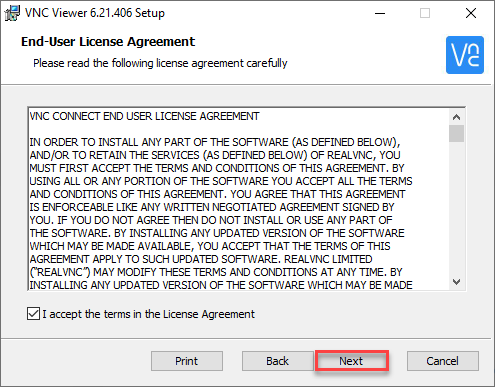 VNC Viewer 6.21.406 Setup
End-User License Agreement
Please read the following license agreement carefully
VNC CONNECT END USER LICENSE AGREEMENT
IN ORDER TO INSTALL ANY PART OF THE SOFTWARE (AS DEFINED BELOW),
AND/OR TO RETAIN THE SERVICES (AS DEFINED BELOW) OF REALVNC, YOU
MUST FIRST ACCEPT THE TERMS AND CONDITIONS OF THIS AGREEMENT. BY
USING ALL OR ANY PORTION OF THE SOFTWARE YOU ACCEPT ALL THE TERMS
AND CONDITIONS OF THIS AGREEMENT. YOU AGREE THAT THIS AGREEMENT
IS ENFORCEABLE LIKE ANY WRITTEN NEGOTIATED AGREEMENT SIGNED BY
YOU. IF YOU DO NOT AGREE THEN DO NOT INSTALL OR USE ANY PART OF
THE SOFTWARE. BY INSTALLING ANY UPDATED VERSION OF THE SOFTWARE
WHICH MAY BE MADE AVAILABLE, YOU ACCEPT THAT THE TERMS OF THIS
AGREEMENT APPLY TO SUCH UPDATED SOFTWARE. REALVNC LIMITED
("REALVNC") MAY MODIFY THESE TERMS AND CONDITIONS AT ANY TIME. BY
INSTALLING ANY UPDATED VERSION OF THE SOFTWARE WHICH MAY BE MADE
I accept the terms in the License Agreement
Print Back Next Cancel